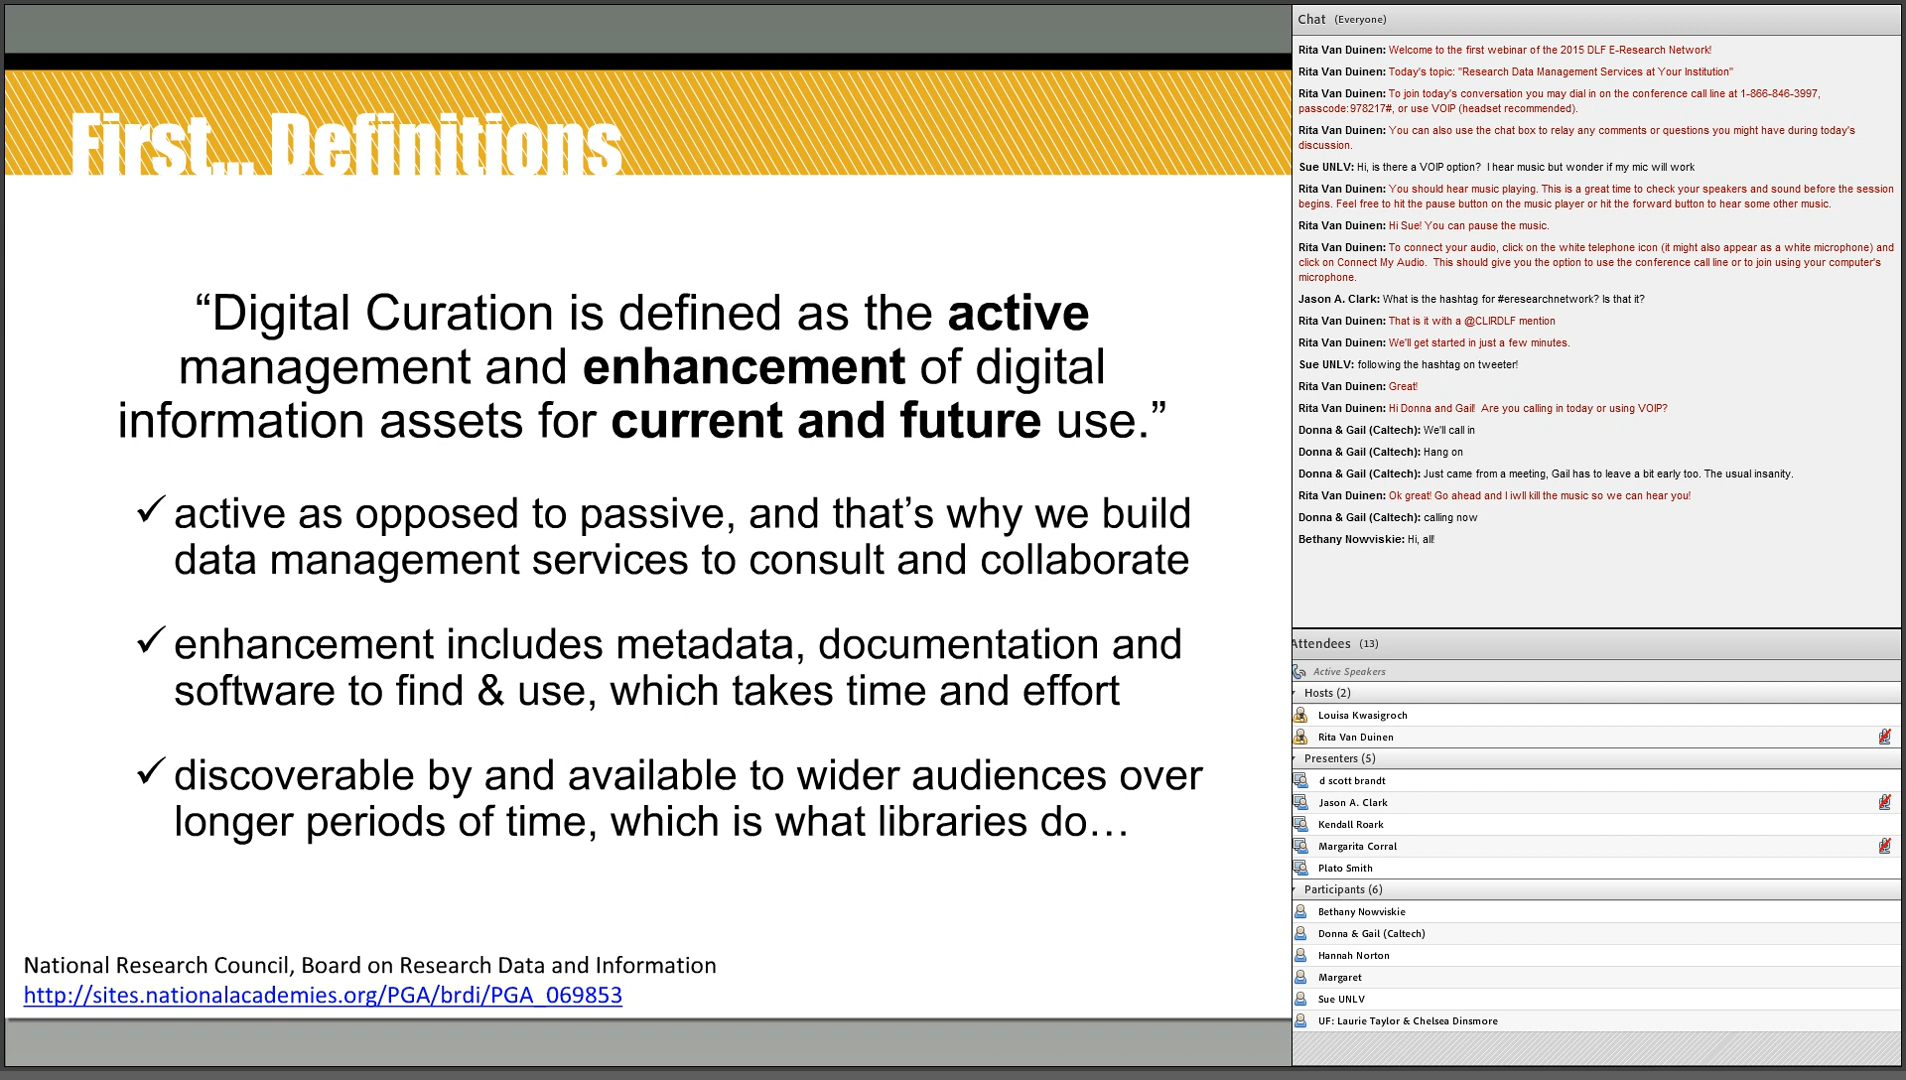 First... Definitions
“Digital Curation is defined as the active
management and enhancement of digital
information assets for current and future use.”
✓ active as opposed to passive, and that’s why we build
data management services to consult and collaborate
✓ enhancement includes metadata, documentation and
software to find & use, which takes time and effort
✓ discoverable by and available to wider audiences over
longer periods of time, which is what libraries do…
National Research Council, Board on Research Data and Information
http://sites.nationalacademies.org/PGA/brdi/PGA_069853
Chat (Everyone)
Rita Van Duinen: Welcome to the first webinar of the 2015 DLF E-Research Network!
Rita Van Duinen: Today's topic: "Research Data Management Services at Your Institution"
Rita Van Duinen: To join today's conversation you may dial in on the conference call line at 1-866-846-3997,
passcode:978217#, or use VOIP (headset recommended).
Rita Van Duinen: You can also use the chat box to relay any comments or questions you might have during today's
discussion.
Sue UNLV: Hi, is there a VOIP option? I hear music but wonder if my mic will work
Rita Van Duinen: You should hear music playing. This is a great time to check your speakers and sound before the session
begins. Feel free to hit the pause button on the music player or hit the forward button to hear some other music.
Rita Van Duinen: Hi Sue! You can pause the music.
Rita Van Duinen: To connect your audio, click on the white telephone icon (it might also appear as a white microphone) and
click on Connect My Audio. This should give you the option to use the conference call line or to join using your computer's
microphone.
Jason A. Clark: What is the hashtag for #eresearchnetwork? Is that it?
Rita Van Duinen: That is it with a @CLIRDLF mention
Rita Van Duinen: We'll get started in just a few minutes.
Sue UNLV: following the hashtag on tweeter!
Rita Van Duinen: Great!
Rita Van Duinen: Hi Donna and Gail! Are you calling in today or using VOIP?
Donna & Gail (Caltech): We'll call in
Donna & Gail (Caltech): Hang on
Donna & Gail (Caltech): Just came from a meeting, Gail has to leave a bit early too. The usual insanity.
Rita Van Duinen: Ok great! Go ahead and I iwll kill the music so we can hear you!
Donna & Gail (Caltech): calling now
Bethany Nowviskie: Hi, all!
Attendees (13)
Active Speakers
Hosts (2)
Louisa Kwasigroch
Rita Van Duinen
Presenters (5)
d scott brandt
Jason A. Clark
Kendall Roark
Margarita Corral
Plato Smith
Participants (6)
Bethany Nowviskie
Donna & Gail (Caltech)
Hannah Norton
Margaret
Sue UNLV
UF: Laurie Taylor & Chelsea Dinsmore